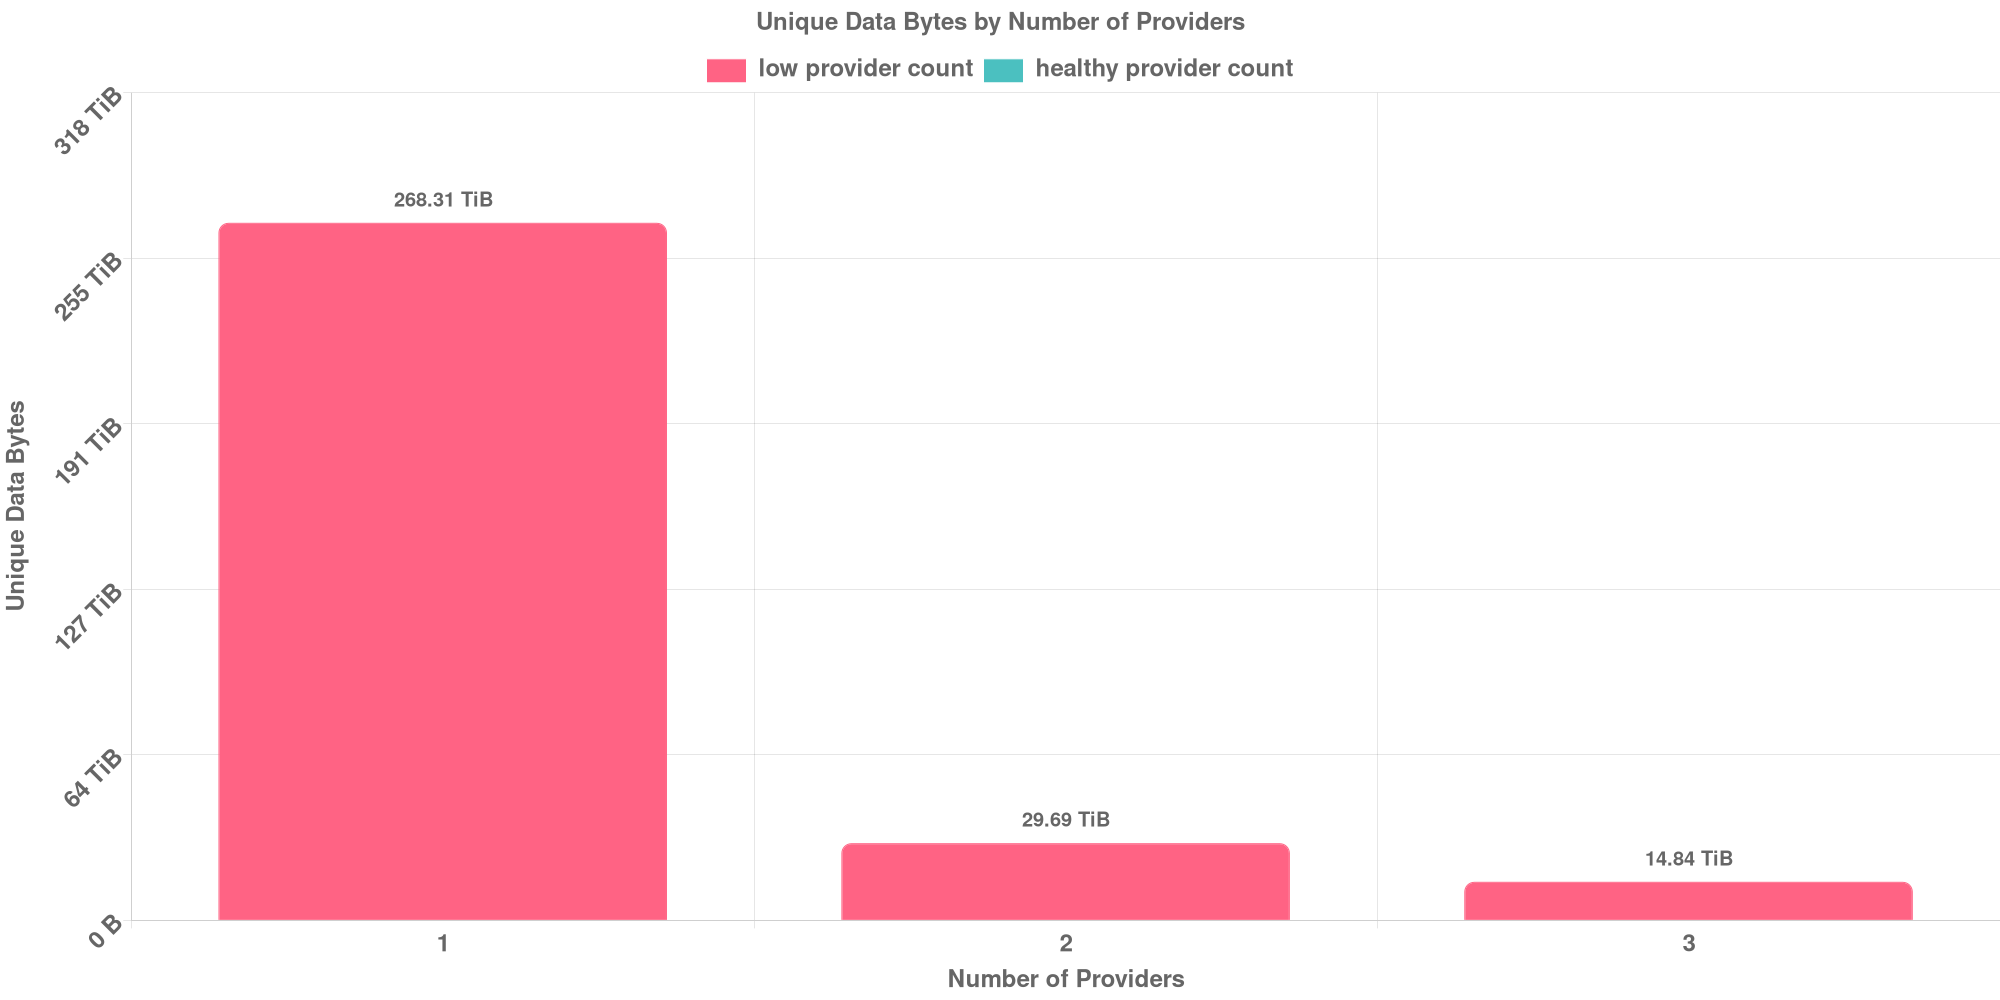 Unique Data Bytes by Number of Providers
low provider count healthy provider count
318 TiB
268.31 TiB
255 TiB
191 TiB
127 TiB
64 TiB
29.69 TiB
14.84 TiB
0 B
Unique Data Bytes
1 2 3
Number of Providers